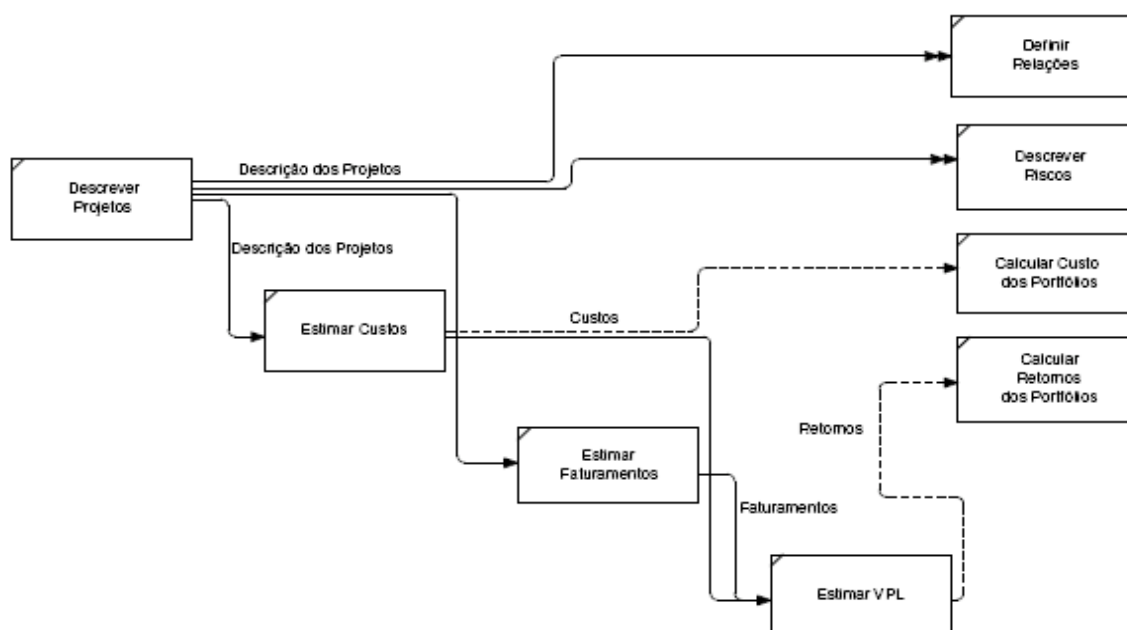 Definir
Relações
Descrição dos Projetos
Descrever
Riscos
Descrever
Projetos
Descrição dos Projetos
Calcular Custo
dos Portfólios
Custos
Estimar Custos
Calcular
Retornos
dos Portfólios
Retornos
Estimar
Faturamentos
Faturamentos
Estimar VPL